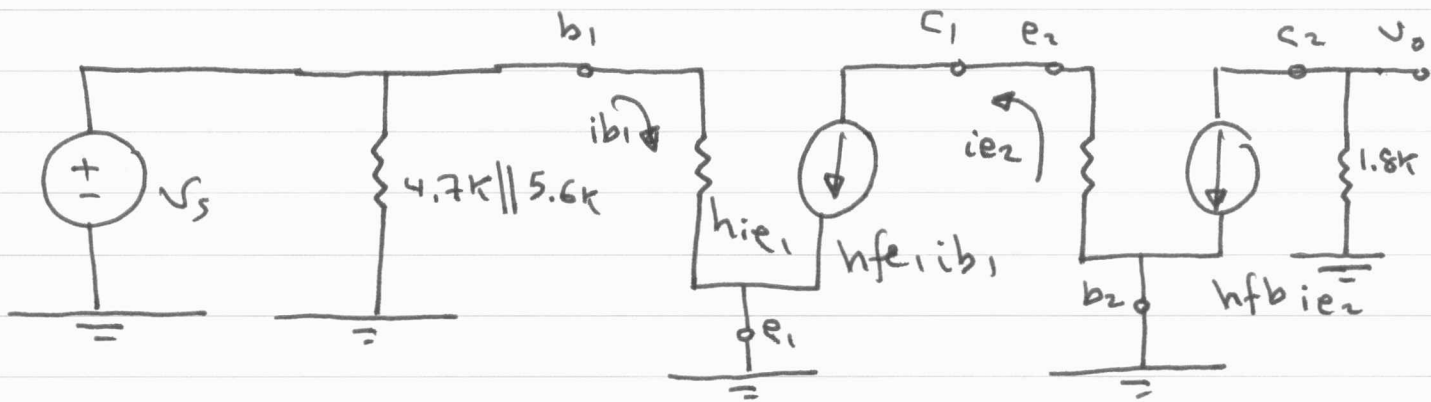 b₁
C₁
e₂
C₂
v₀
+
-
vₛ
4.7K||5.6K
ib₁
hie₁
hfe₁ib₁
ie₂
1.8K
e₁
b₂
hfb ie₂